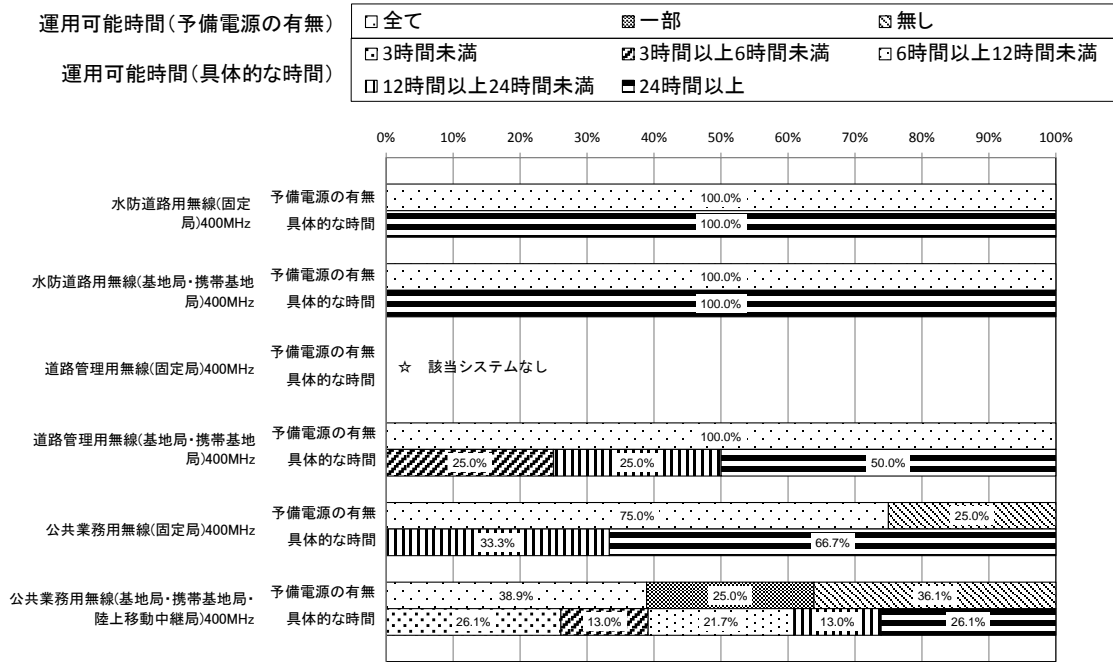 運用可能時間(予備電源の有無)
全て 一部 無し
運用可能時間(具体的な時間)
3時間未満 3時間以上6時間未満 6時間以上12時間未満
12時間以上24時間未満 24時間以上
0% 10% 20% 30% 40% 50% 60% 70% 80% 90% 100%
水防道路用無線(固定
局)400MHz
予備電源の有無
100.0%
具体的な時間
100.0%
水防道路用無線(基地局・携帯基地
局)400MHz
予備電源の有無
100.0%
具体的な時間
100.0%
道路管理用無線(固定局)400MHz
予備電源の有無
具体的な時間
☆ 該当システムなし
道路管理用無線(基地局・携帯基地
局)400MHz
予備電源の有無
100.0%
具体的な時間
25.0% 25.0% 50.0%
公共業務用無線(固定局)400MHz
予備電源の有無
75.0% 25.0%
具体的な時間
33.3% 66.7%
公共業務用無線(基地局・携帯基地局・
陸上移動中継局)400MHz
予備電源の有無
38.9% 25.0% 36.1%
具体的な時間
26.1% 13.0% 21.7% 13.0% 26.1%